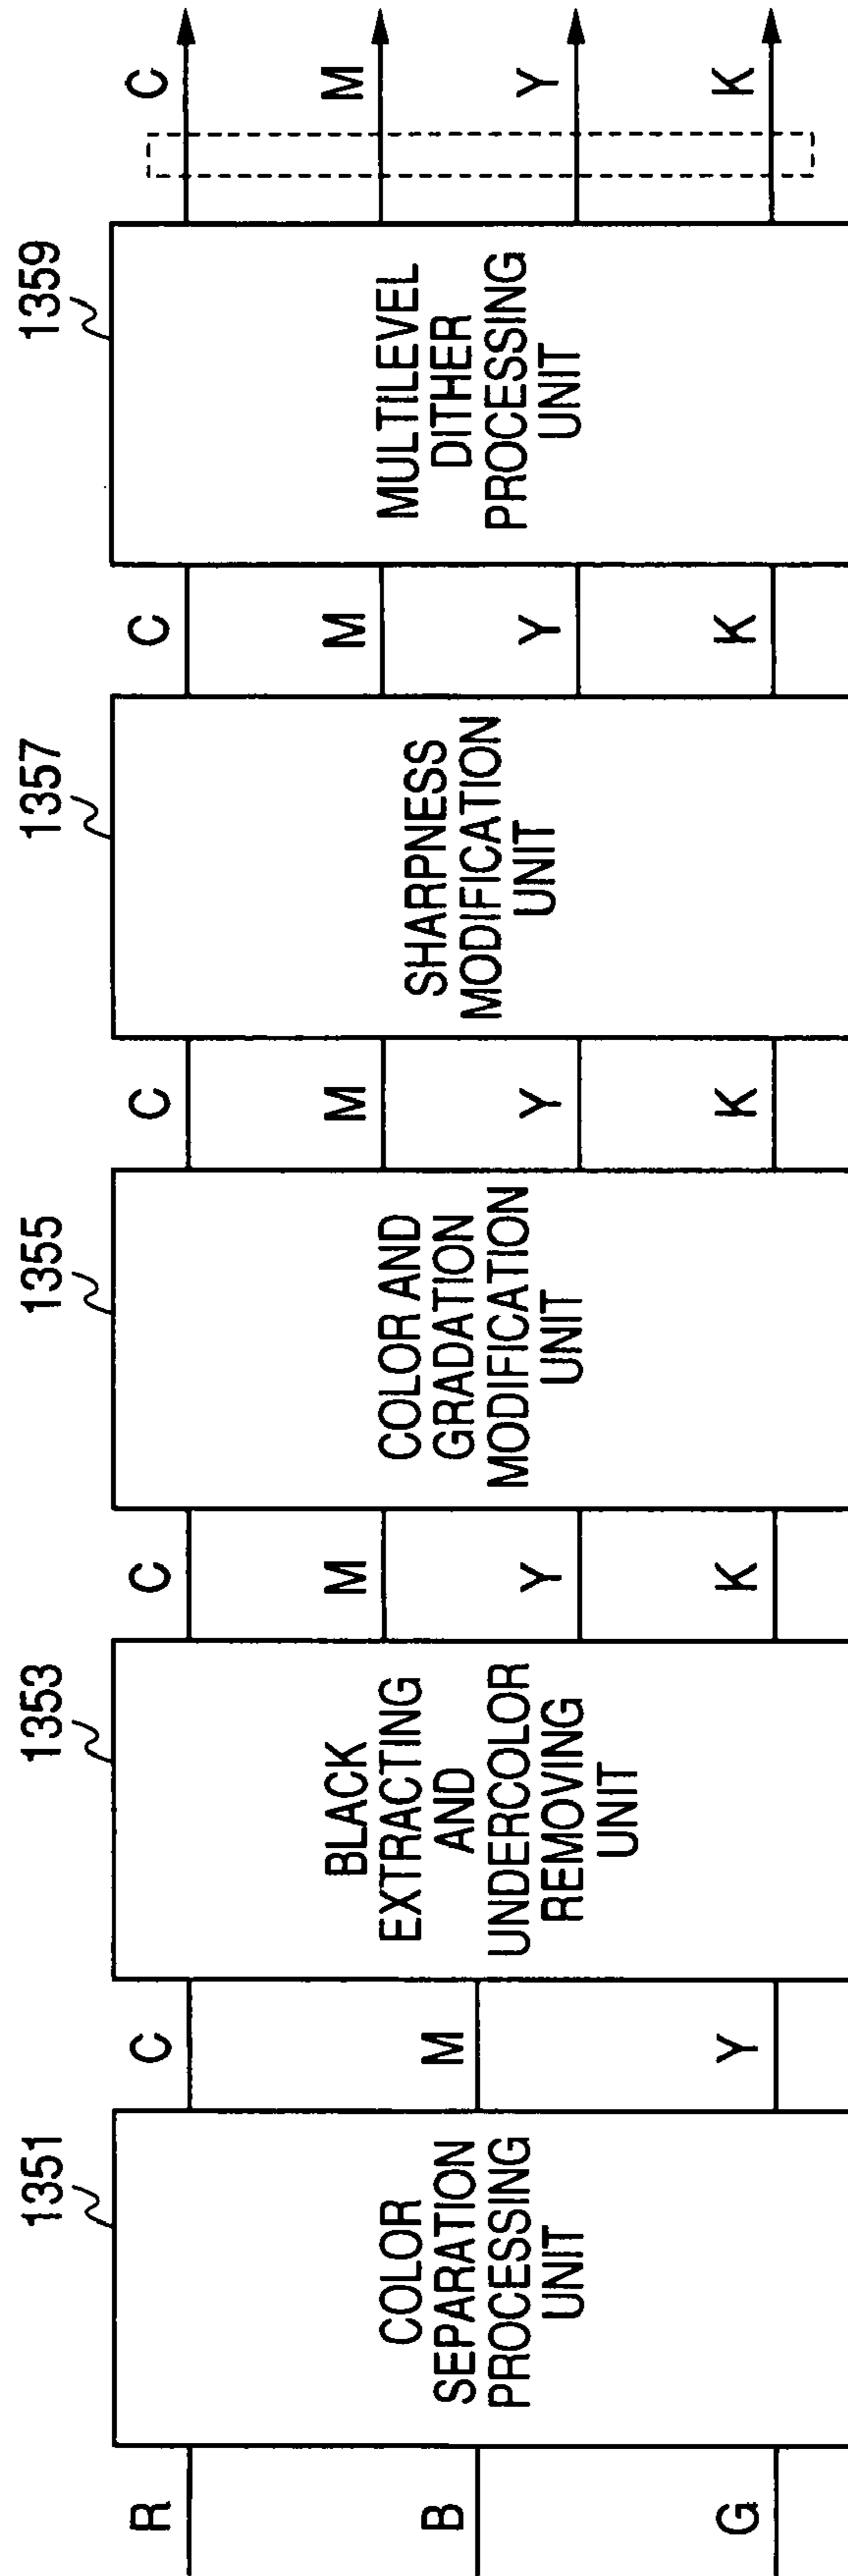 R
B
G
1351
COLOR
SEPARATION
PROCESSING
UNIT
C
M
Y
1353
BLACK
EXTRACTING
AND
UNDERCOLOR
REMOVING
UNIT
C
M
Y
K
1355
COLOR AND
GRADATION
MODIFICATION
UNIT
C
M
Y
K
1357
SHARPNESS
MODIFICATION
UNIT
C
M
Y
K
1359
MULTILEVEL
DITHER
PROCESSING
UNIT
C
M
Y
K